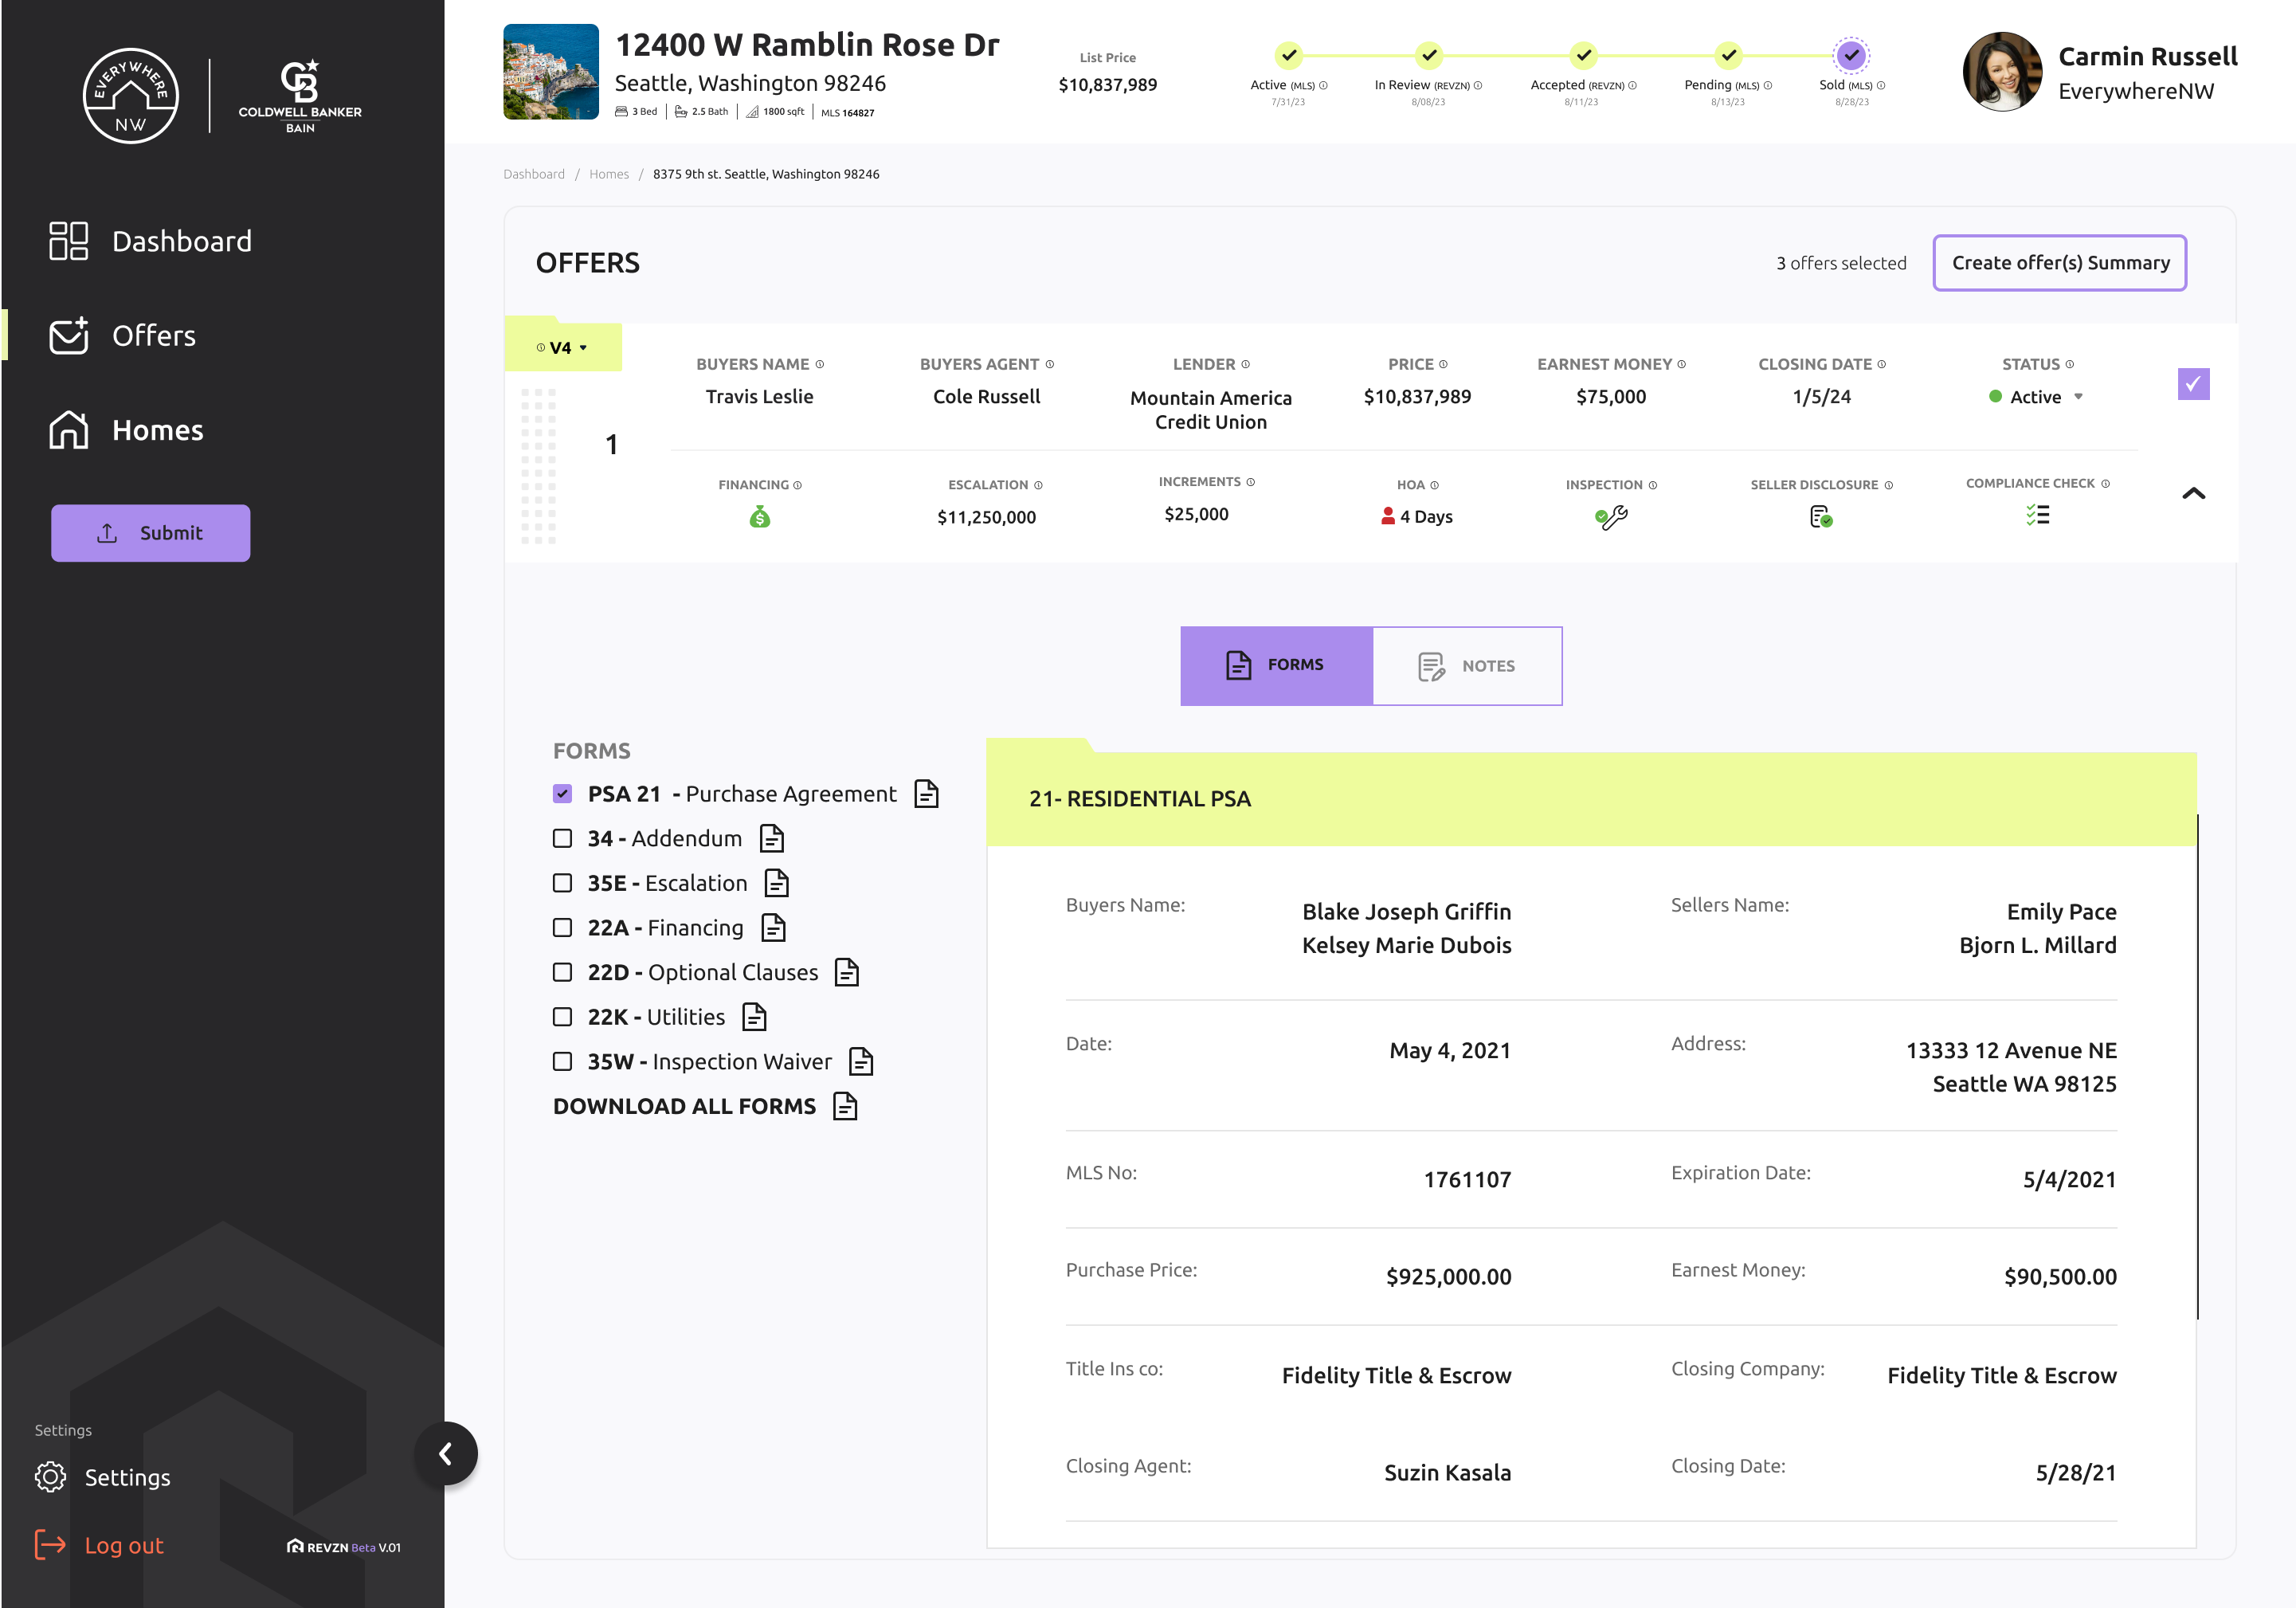 EVERYWHERE
NW
CB
COLDWELL BANKER
BAIN
Dashboard
Offers
Homes
Submit
Settings
Settings
Log out
REVZN Beta V.01
12400 W Ramblin Rose Dr
Seattle, Washington 98246
3 Bed 2.5 Bath 1800 sqft MLS 164827
List Price
$10,837,989
Active (MLS) In Review (REVZN) Accepted (REVZN) Pending (MLS) Sold (MLS)
7/31/23 8/08/23 8/11/23 8/13/23 8/28/23
Carmin Russell
EverywhereNW
Dashboard / Homes / 8375 9th st. Seattle, Washington 98246
OFFERS
3 offers selected
Create offer(s) Summary
V4
1
BUYERS NAME BUYERS AGENT LENDER PRICE EARNEST MONEY CLOSING DATE STATUS
Travis Leslie Cole Russell Mountain America $10,837,989 $75,000 1/5/24 Active
Credit Union
FINANCING ESCALATION INCREMENTS HOA INSPECTION SELLER DISCLOSURE COMPLIANCE CHECK
$11,250,000 $25,000 4 Days
FORMS NOTES
FORMS
PSA 21 - Purchase Agreement
34 - Addendum
35E - Escalation
22A - Financing
22D - Optional Clauses
22K - Utilities
35W - Inspection Waiver
DOWNLOAD ALL FORMS
21- RESIDENTIAL PSA
Buyers Name: Blake Joseph Griffin
Kelsey Marie Dubois
Sellers Name: Emily Pace
Bjorn L. Millard
Date: May 4, 2021
Address: 13333 12 Avenue NE
Seattle WA 98125
MLS No: 1761107
Expiration Date: 5/4/2021
Purchase Price: $925,000.00
Earnest Money: $90,500.00
Title Ins co: Fidelity Title & Escrow
Closing Company: Fidelity Title & Escrow
Closing Agent: Suzin Kasala
Closing Date: 5/28/21